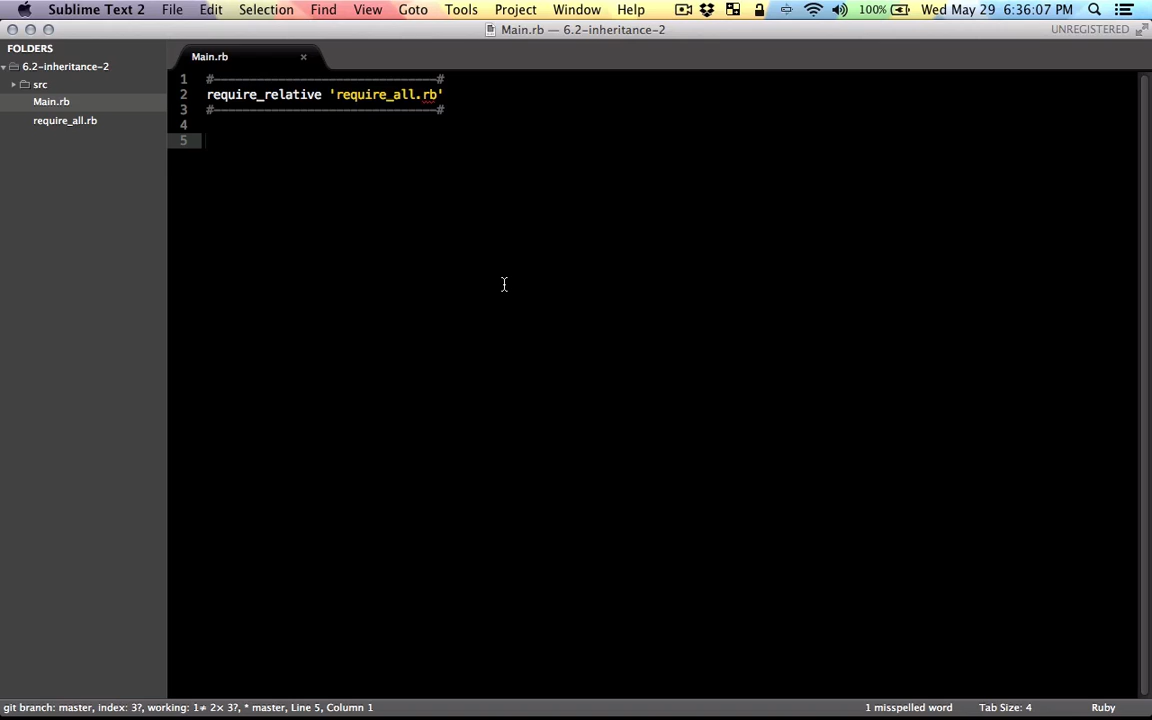 Sublime Text 2 File Edit Selection Find View Goto Tools Project Window Help 100% Wed May 29 6:36:07 PM
Main.rb — 6.2-inheritance-2 UNREGISTERED
FOLDERS
6.2-inheritance-2
src
Main.rb
require_all.rb
Main.rb ×
1 #————————————————————————————#
2 require_relative 'require_all.rb'
3 #————————————————————————————#
4
5
git branch: master, index: 3?, working: 1≠ 2× 3?, * master, Line 5, Column 1 1 misspelled word Tab Size: 4 Ruby